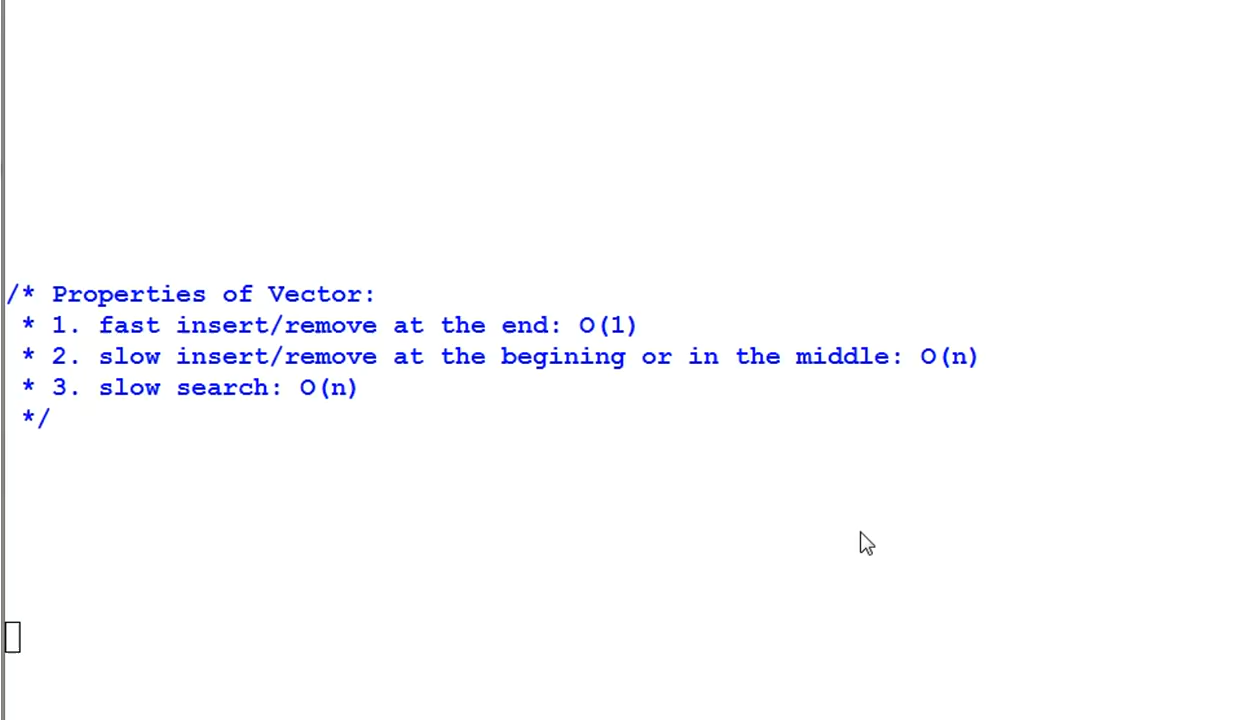 /* Properties of Vector:
 * 1. fast insert/remove at the end: O(1)
 * 2. slow insert/remove at the begining or in the middle: O(n)
 * 3. slow search: O(n)
 */